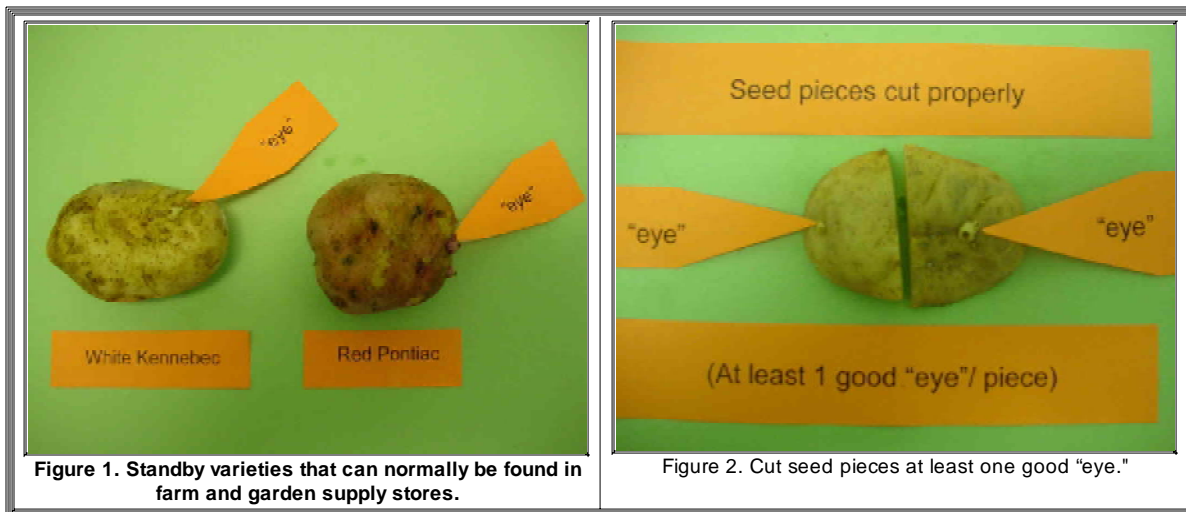 "eye"
"eye"
White Kennebec
Red Pontiac
Figure 1. Standby varieties that can normally be found in
farm and garden supply stores.
Seed pieces cut properly
"eye"
"eye"
(At least 1 good "eye"/ piece)
Figure 2. Cut seed pieces at least one good "eye."